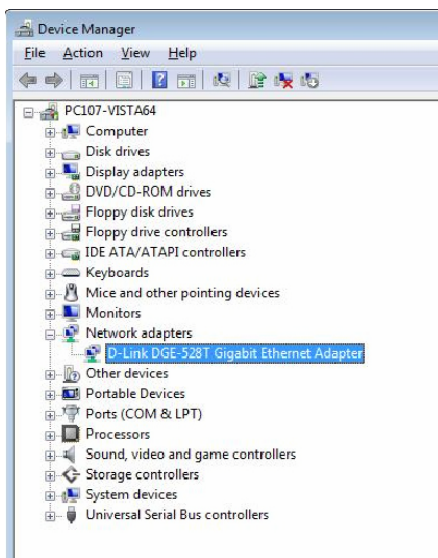 Device Manager
File Action View Help
PC107-VISTA64
Computer
Disk drives
Display adapters
DVD/CD-ROM drives
Floppy disk drives
Floppy drive controllers
IDE ATA/ATAPI controllers
Keyboards
Mice and other pointing devices
Monitors
Network adapters
D-Link DGE-528T Gigabit Ethernet Adapter
Other devices
Portable Devices
Ports (COM & LPT)
Processors
Sound, video and game controllers
Storage controllers
System devices
Universal Serial Bus controllers